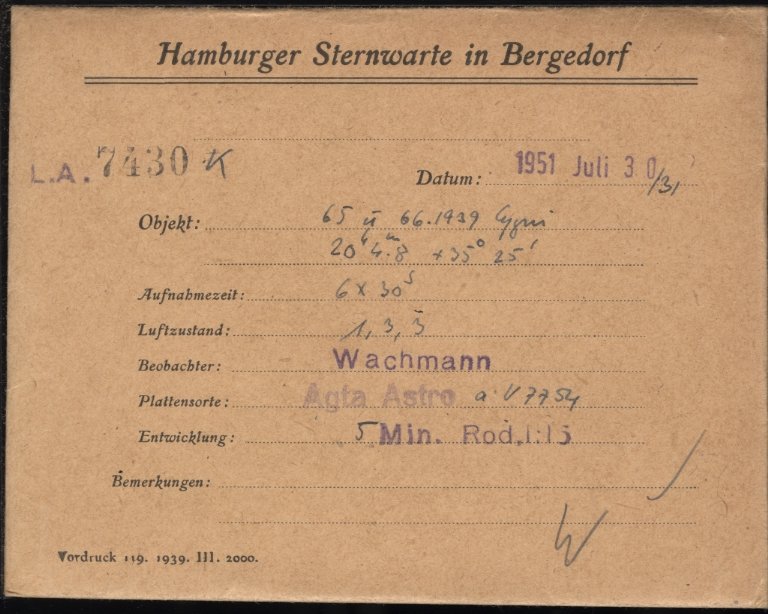 Hamburger Sternwarte in Bergedorf
L.A. 7430 K
Datum: 1951 Juli 30/31
Objekt: 65 u 66.1939 Cygni
20h 4m.8 +35° 25'
Aufnahmezeit: 6 x 30s
Luftzustand: 1, 3, 3
Beobachter: Wachmann
Plattensorte: Agfa Astro a V 7754
Entwicklung: 5 Min. Rod. 1:15
Bemerkungen:
W
Vordruck 119. 1939. III. 2000.